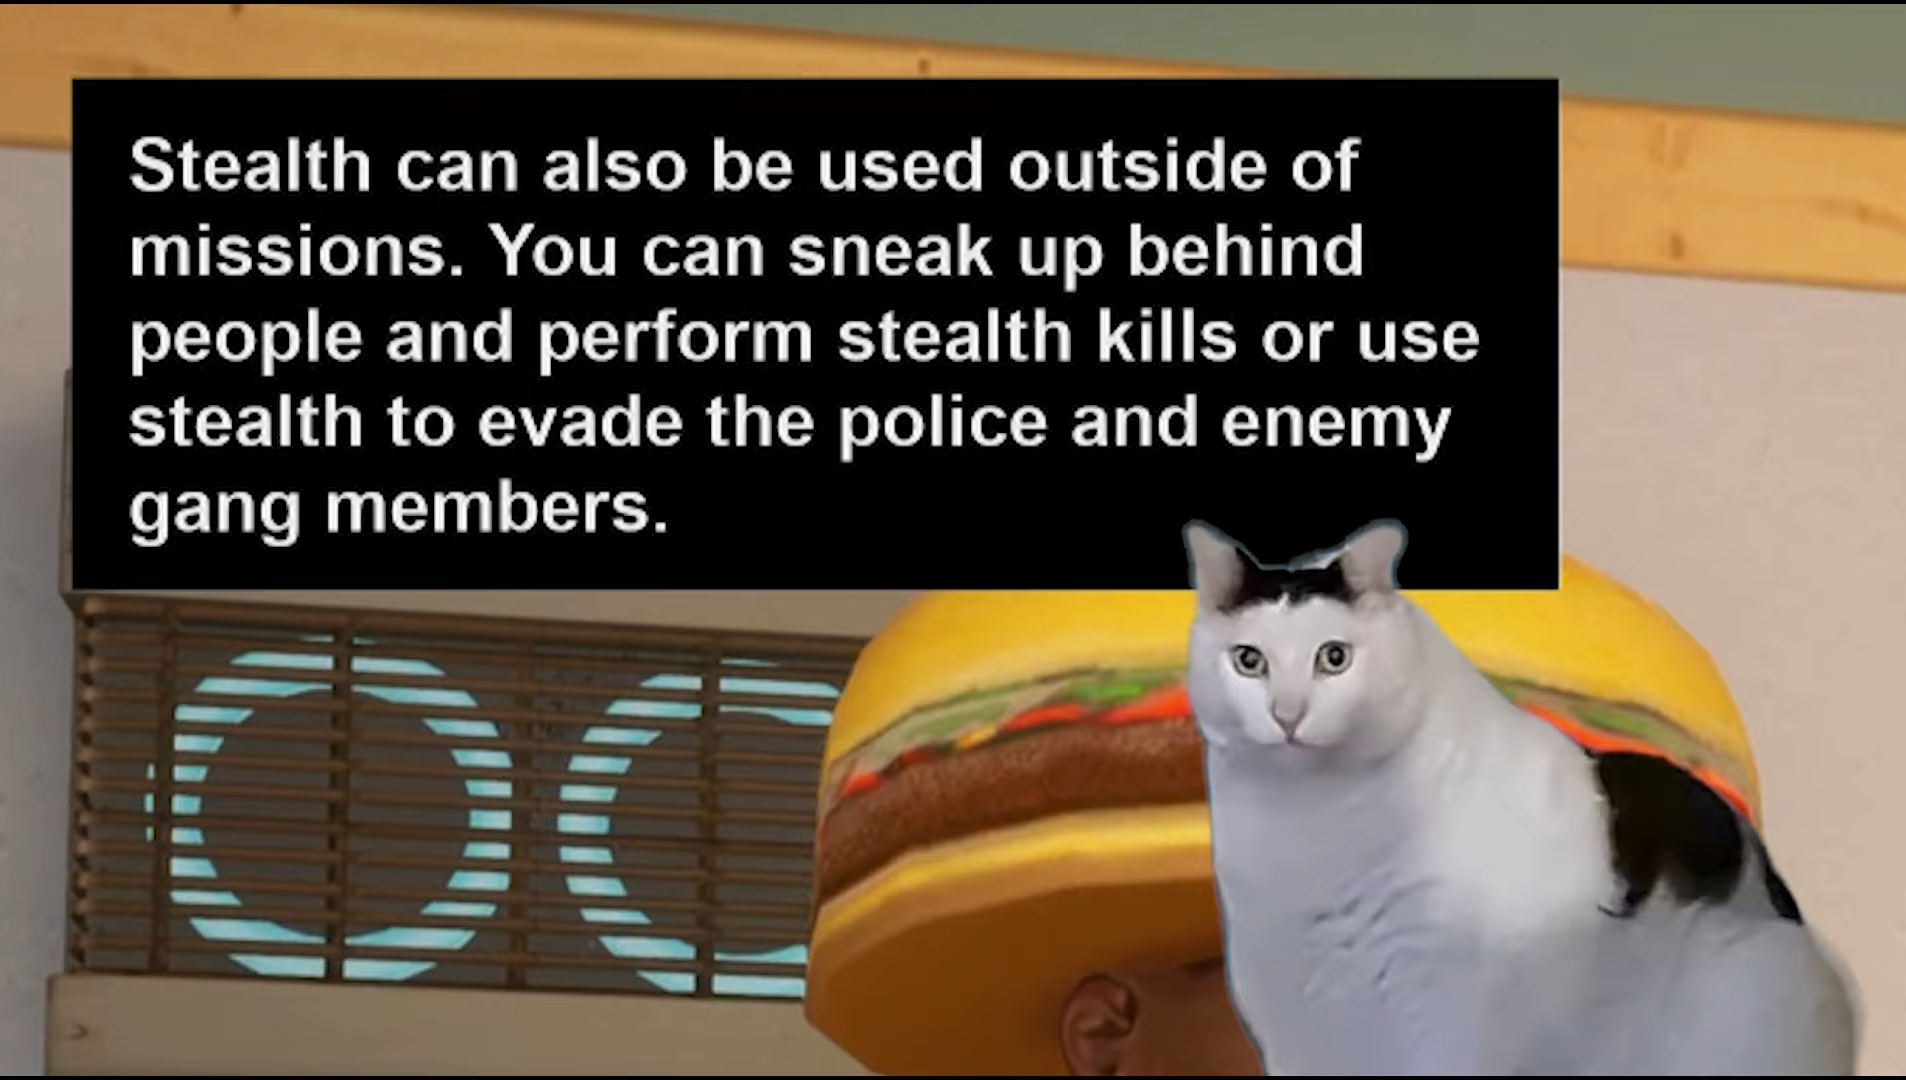 Stealth can also be used outside of
missions. You can sneak up behind
people and perform stealth kills or use
stealth to evade the police and enemy
gang members.